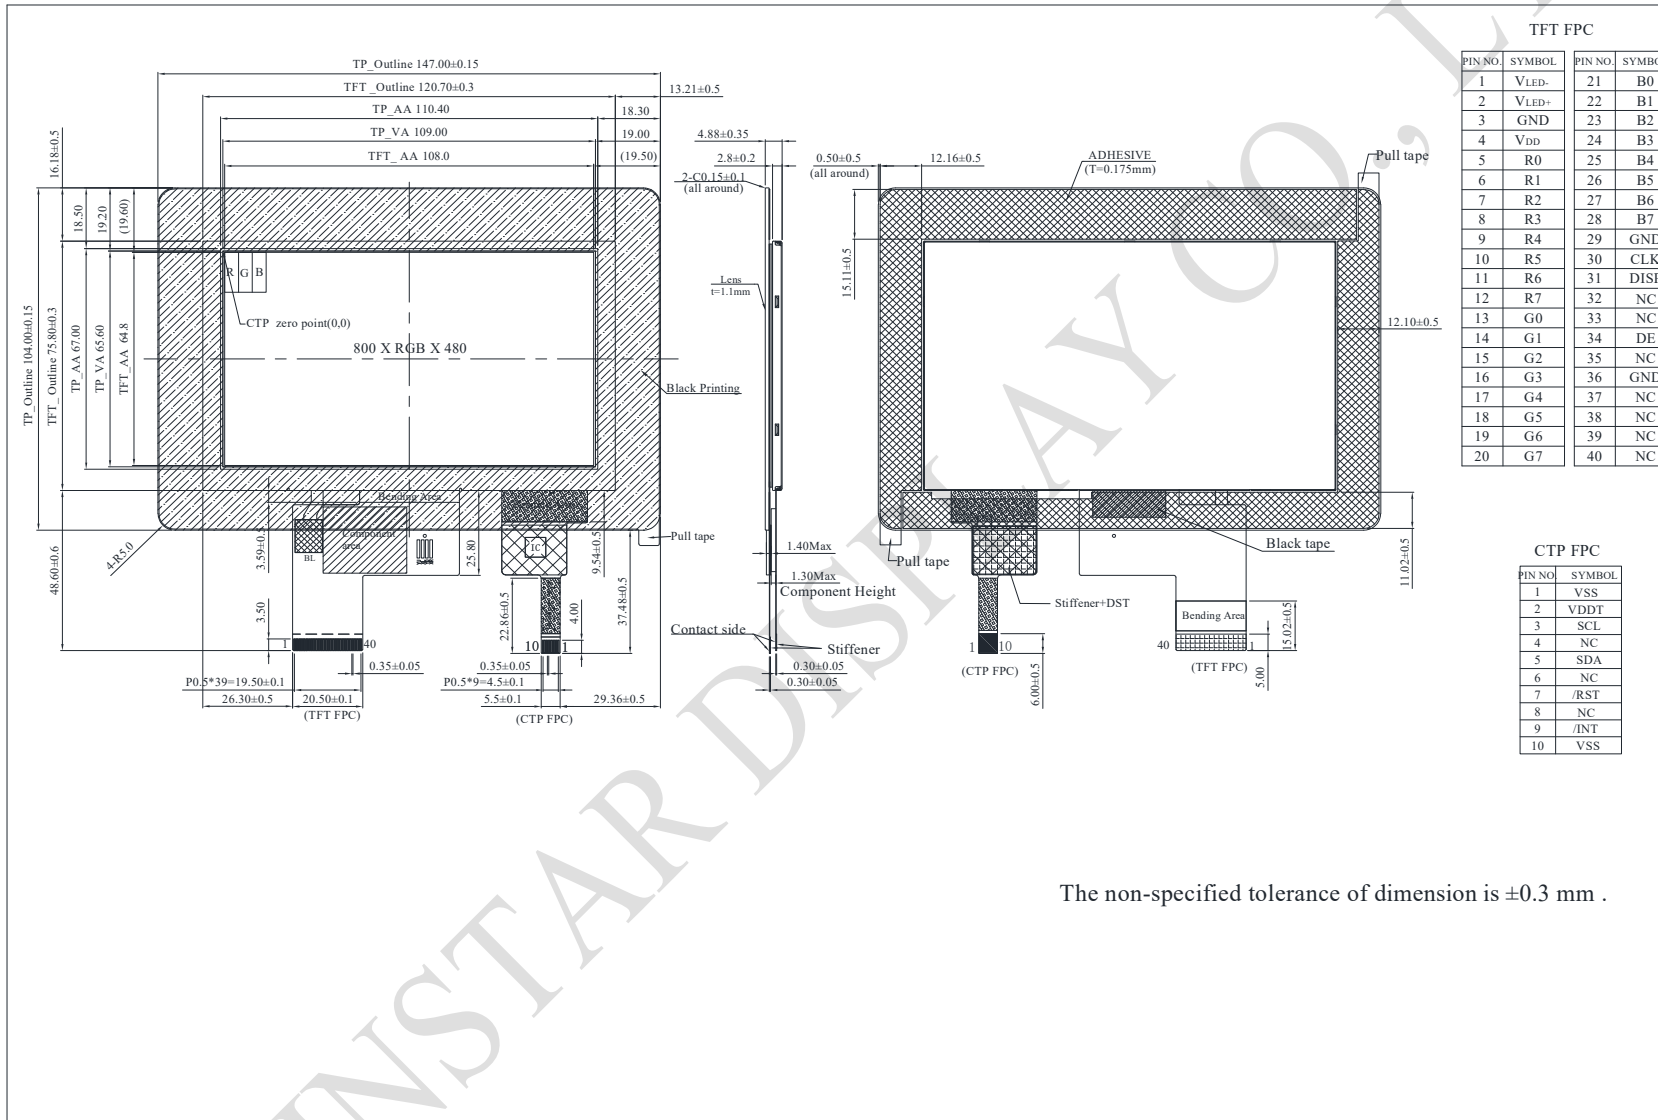 TFT FPC
TP_Outline 147.00±0.15
TFT _Outline 120.70±0.3
13.21±0.5
TP_AA 110.40
18.30
TP_VA 109.00
19.00
TFT_ AA 108.0
(19.50)
4.88±0.35
2.8±0.2
2-C0.15±0.1
(all around)
0.50±0.5
(all around)
12.16±0.5
ADHESIVE
(T=0.175mm)
Pull tape
16.18±0.5
18.50
19.20
(19.60)
TP_Outline 104.00±0.15
TFT_ Outline 75.80±0.3
TP_AA 67.00
TP_VA 65.60
TFT_AA 64.8
R G B
CTP zero point(0,0)
800 X RGB X 480
Black Printing
Lens
t=1.1mm
15.11±0.5
12.10±0.5
PIN NO. SYMBOL PIN NO. SYMBO
1 VLED- 21 B0
2 VLED+ 22 B1
3 GND 23 B2
4 VDD 24 B3
5 R0 25 B4
6 R1 26 B5
7 R2 27 B6
8 R3 28 B7
9 R4 29 GND
10 R5 30 CLK
11 R6 31 DISP
12 R7 32 NC
13 G0 33 NC
14 G1 34 DE
15 G2 35 NC
16 G3 36 GND
17 G4 37 NC
18 G5 38 NC
19 G6 39 NC
20 G7 40 NC
Bending Area
Component
area
BL
IC
Pull tape
4-R5.0
48.60±0.6
3.59±0.5
3.50
25.80
9.54±0.5
22.86±0.5
4.00
37.48±0.5
1 40
10 1
0.35±0.05
0.35±0.05
P0.5*39=19.50±0.1
P0.5*9=4.5±0.1
26.30±0.5
20.50±0.1
5.5±0.1
29.36±0.5
(TFT FPC)
(CTP FPC)
1.40Max
1.30Max
Component Height
Contact side
Stiffener
0.30±0.05
0.30±0.05
Pull tape
Black tape
Stiffener+DST
Bending Area
11.02±0.5
15.02±0.5
5.00
6.00±0.5
1 10
40 1
(CTP FPC)
(TFT FPC)
CTP FPC
PIN NO. SYMBOL
1 VSS
2 VDDT
3 SCL
4 NC
5 SDA
6 NC
7 /RST
8 NC
9 /INT
10 VSS
The non-specified tolerance of dimension is ±0.3 mm .
INSTAR DISPLAY CO., L